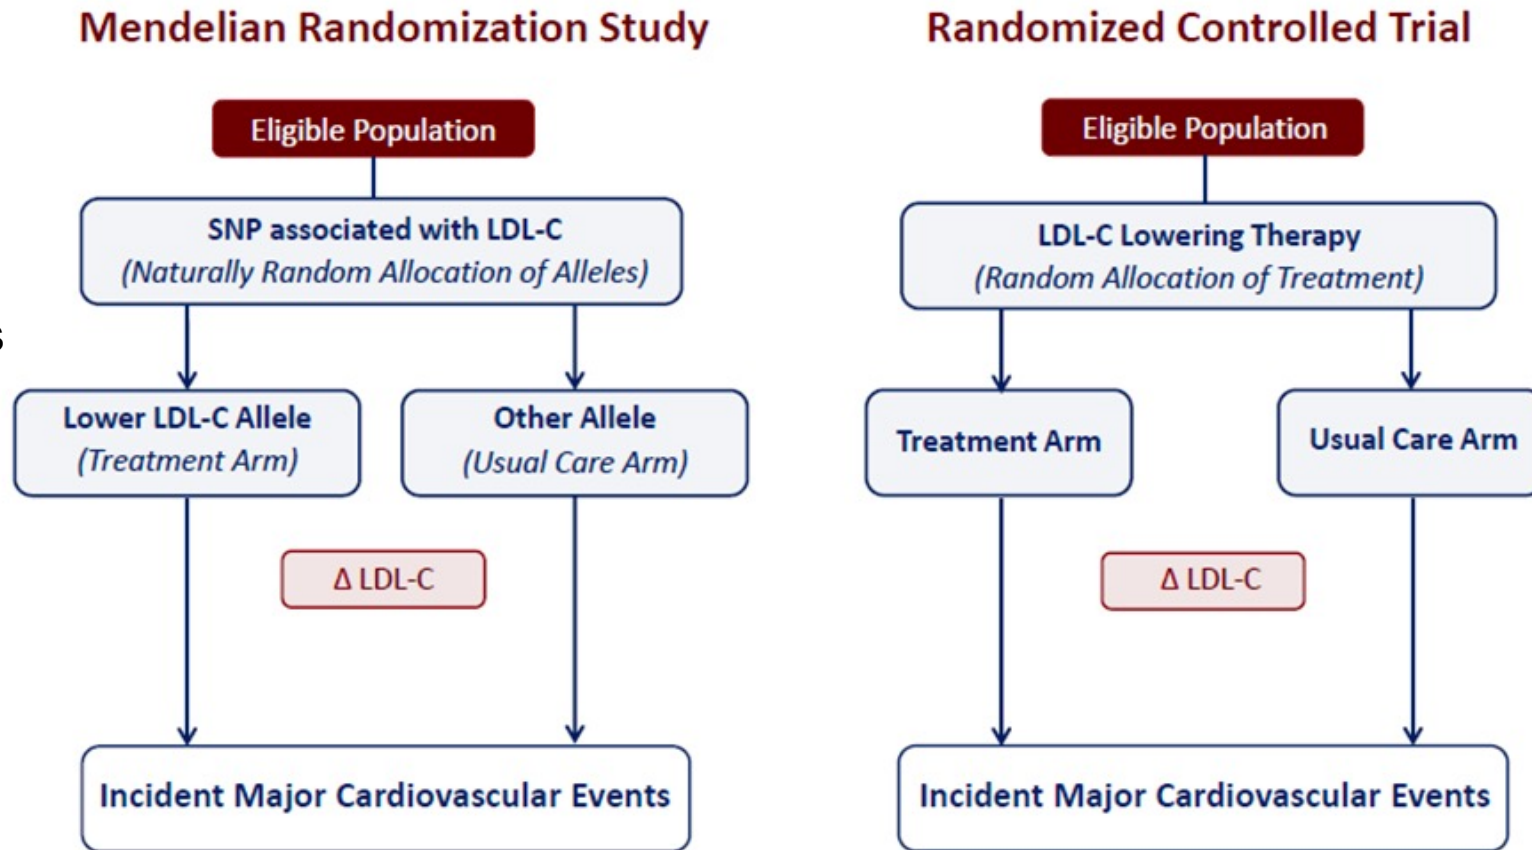 Mendelian Randomization Study
Eligible Population
SNP associated with LDL-C
(Naturally Random Allocation of Alleles)
s
Lower LDL-C Allele
(Treatment Arm)
Other Allele
(Usual Care Arm)
Δ LDL-C
Incident Major Cardiovascular Events
Randomized Controlled Trial
Eligible Population
LDL-C Lowering Therapy
(Random Allocation of Treatment)
Treatment Arm
Usual Care Arm
Δ LDL-C
Incident Major Cardiovascular Events